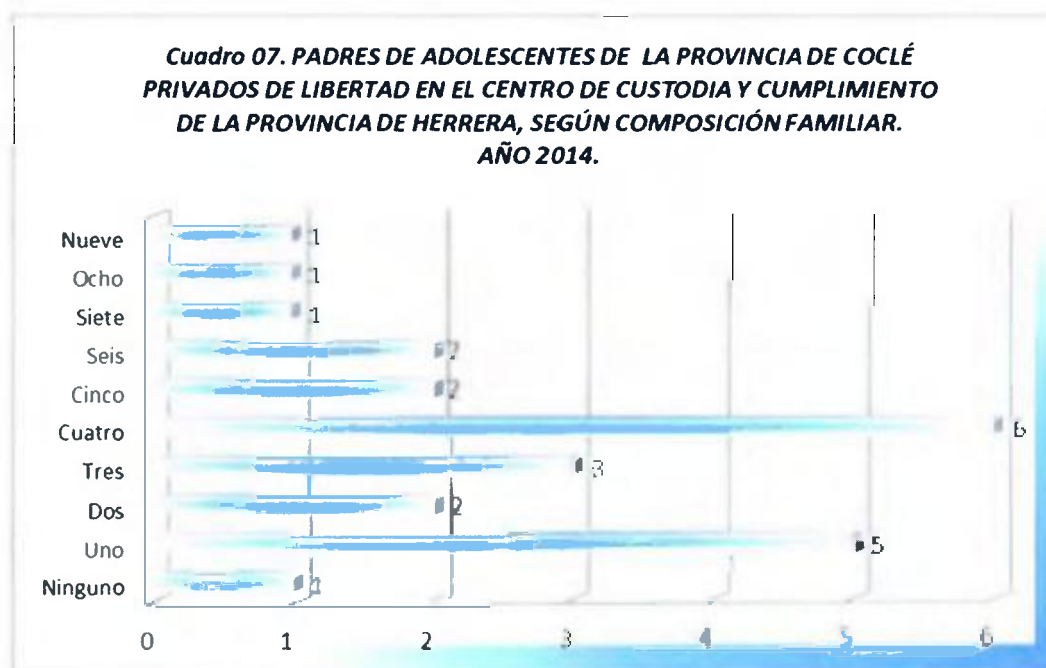 Cuadro 07. PADRES DE ADOLESCENTES DE LA PROVINCIA DE COCLÉ
PRIVADOS DE LIBERTAD EN EL CENTRO DE CUSTODIA Y CUMPLIMIENTO
DE LA PROVINCIA DE HERRERA, SEGÚN COMPOSICIÓN FAMILIAR.
AÑO 2014.
Nueve 1
Ocho 1
Siete 1
Seis 2
Cinco 2
Cuatro 6
Tres 3
Dos 2
Uno 5
Ninguno 1
0 1 2 3 4 5 6